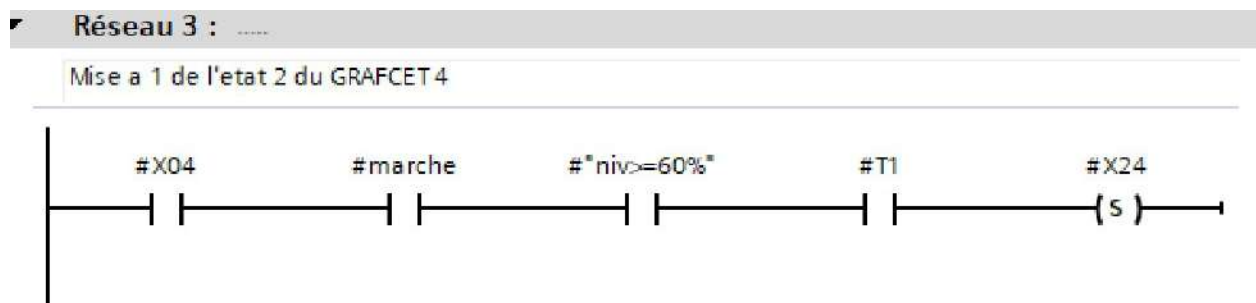 Réseau 3 : .....
Mise a 1 de l'etat 2 du GRAFCET 4
#X04 #marche #"niv>=60%" #T1 #X24
S